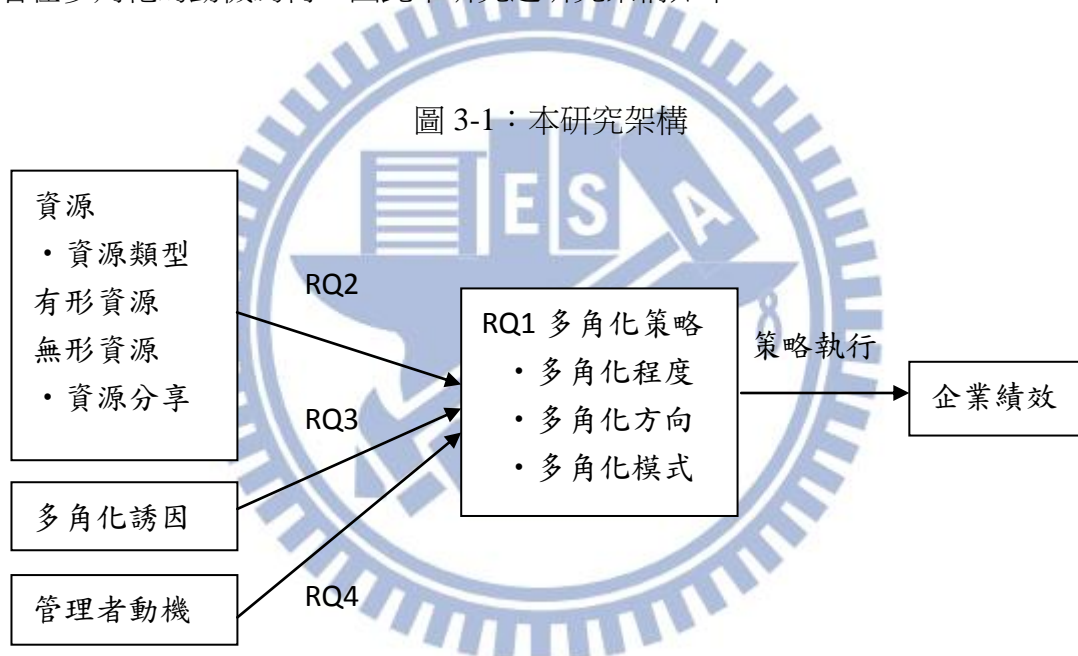 圖 3-1：本研究架構
資源
・資源類型
有形資源
無形資源
・資源分享
多角化誘因
管理者動機
RQ2
RQ3
RQ4
RQ1 多角化策略
・多角化程度
・多角化方向
・多角化模式
策略執行
企業績效
E S A
8